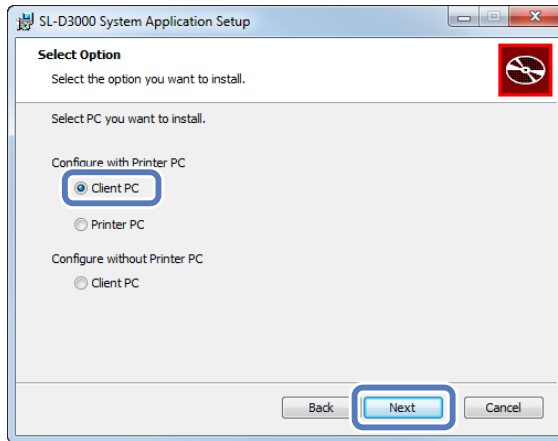 SL-D3000 System Application Setup
Select Option
Select the option you want to install.
Select PC you want to install.
Configure with Printer PC
Client PC
Printer PC
Configure without Printer PC
Client PC
Back Next Cancel